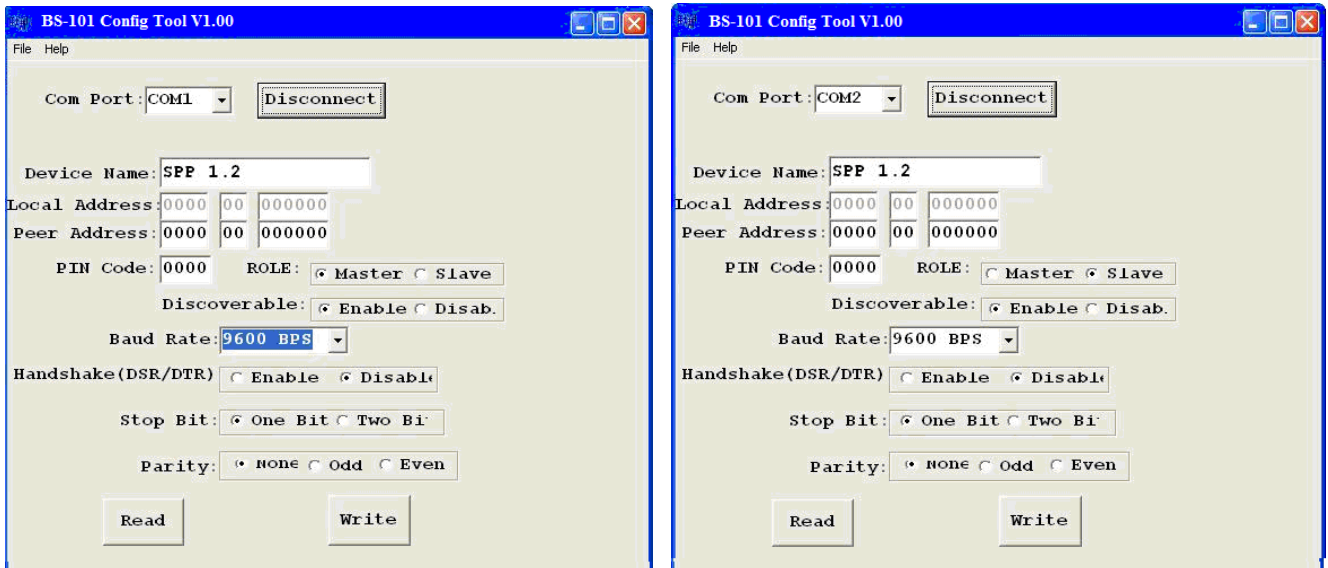 BS-101 Config Tool V1.00
File Help
Com Port: COM1 Disconnect
Device Name: SPP 1.2
Local Address: 0000 00 000000
Peer Address: 0000 00 000000
PIN Code: 0000 ROLE: Master Slave
Discoverable: Enable Disab.
Baud Rate: 9600 BPS
Handshake(DSR/DTR) Enable Disable
Stop Bit: One Bit Two Bi
Parity: None Odd Even
Read Write
BS-101 Config Tool V1.00
File Help
Com Port: COM2 Disconnect
Device Name: SPP 1.2
Local Address: 0000 00 000000
Peer Address: 0000 00 000000
PIN Code: 0000 ROLE: Master Slave
Discoverable: Enable Disab.
Baud Rate: 9600 BPS
Handshake(DSR/DTR) Enable Disable
Stop Bit: One Bit Two Bi
Parity: None Odd Even
Read Write